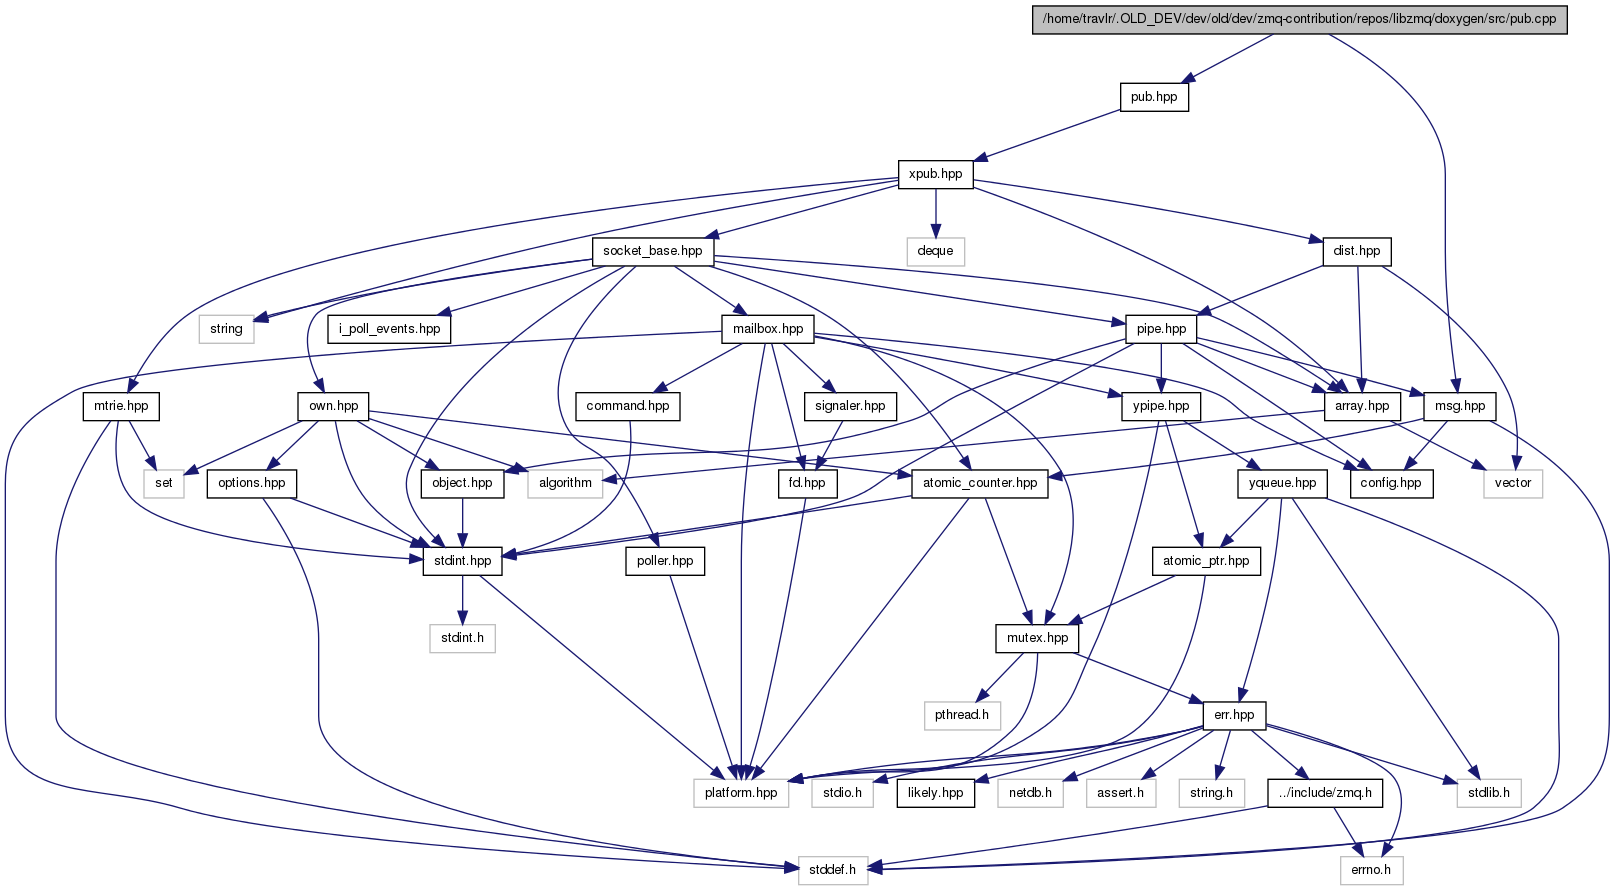 /home/travlr/.OLD_DEV/dev/old/dev/zmq-contribution/repos/libzmq/doxygen/src/pub.cpp
pub.hpp
xpub.hpp
socket_base.hpp
deque
dist.hpp
string
i_poll_events.hpp
mailbox.hpp
pipe.hpp
mtrie.hpp
own.hpp
command.hpp
signaler.hpp
ypipe.hpp
array.hpp
msg.hpp
set
options.hpp
object.hpp
algorithm
fd.hpp
atomic_counter.hpp
yqueue.hpp
config.hpp
vector
stdint.hpp
poller.hpp
atomic_ptr.hpp
stdint.h
mutex.hpp
pthread.h
err.hpp
platform.hpp
stdio.h
likely.hpp
netdb.h
assert.h
string.h
../include/zmq.h
stdlib.h
stddef.h
errno.h